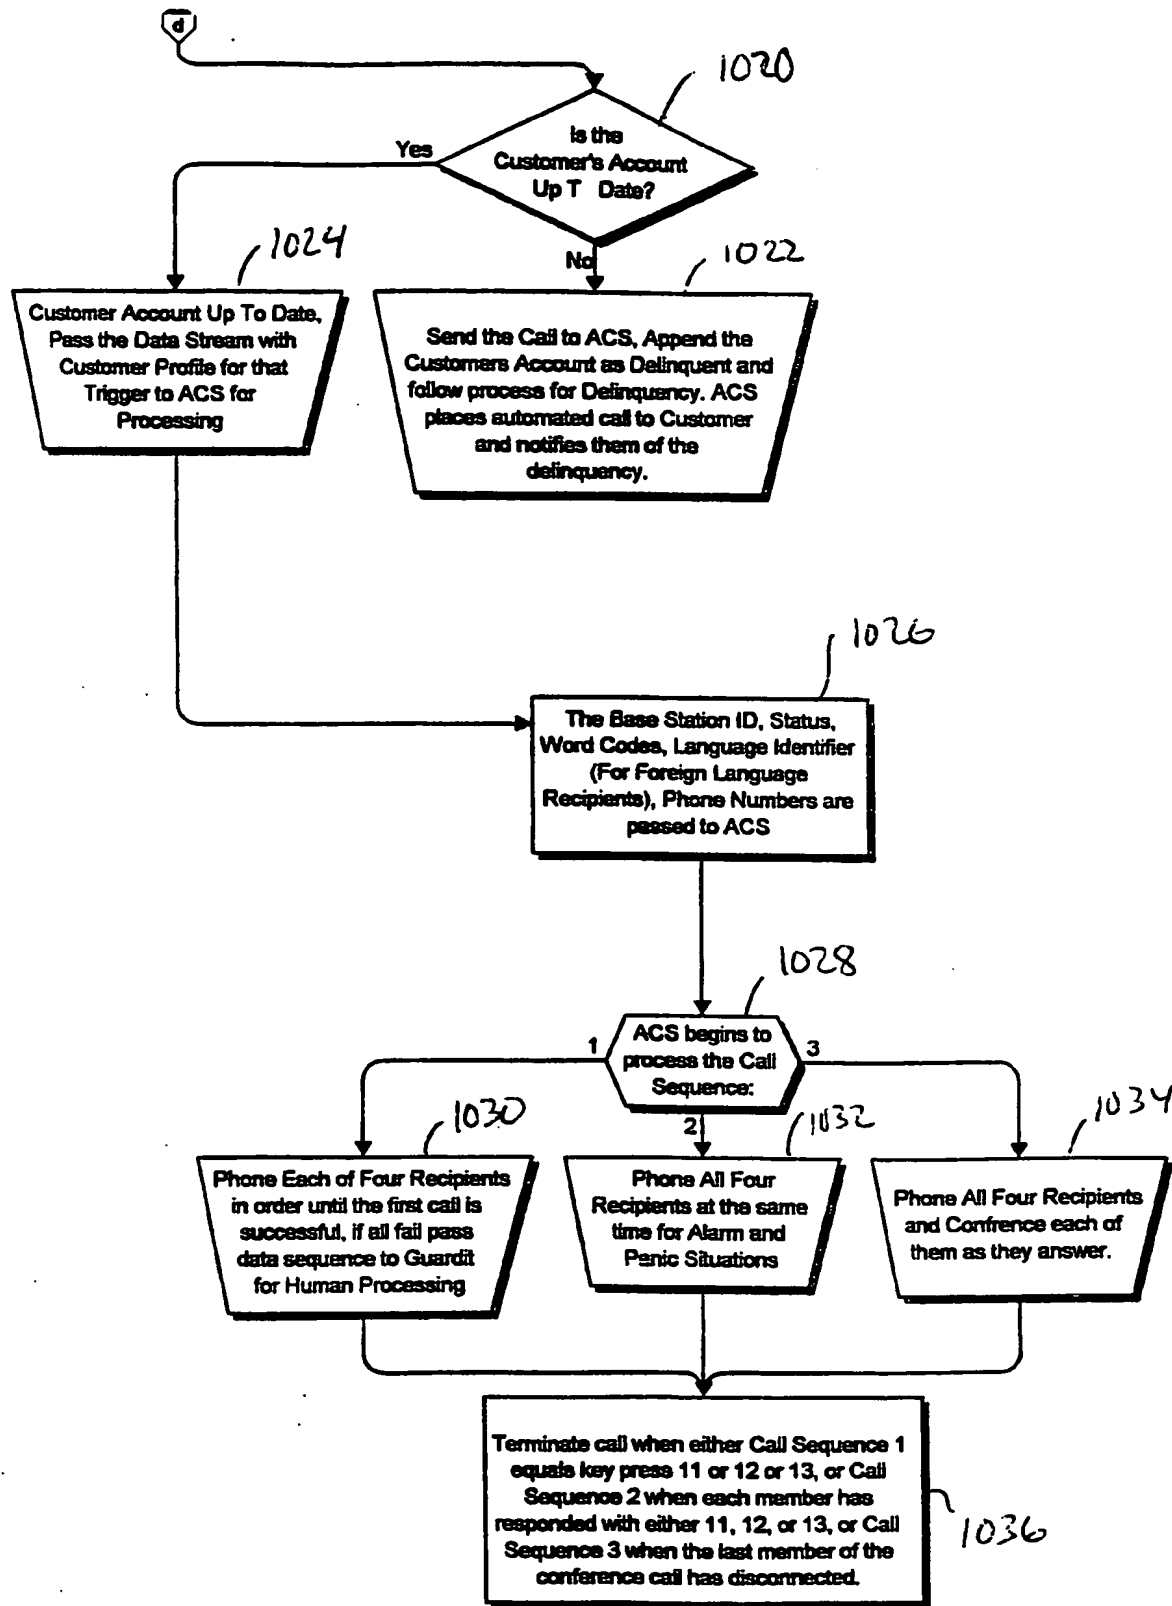 d
1020
Is the
Customer's Account
Up T Date?
Yes
No
1024
1022
Customer Account Up To Date,
Pass the Data Stream with
Customer Profile for that
Trigger to ACS for
Processing
Send the Call to ACS, Append the
Customers Account as Delinquent and
follow process for Delinquency. ACS
places automated call to Customer
and notifies them of the
delinquency.
1026
The Base Station ID, Status,
Word Codes, Language Identifier
(For Foreign Language
Recipients), Phone Numbers are
passed to ACS
1028
ACS begins to
process the Call
Sequence:
1
2
3
1030
1032
1034
Phone Each of Four Recipients
in order until the first call is
successful, if all fail pass
data sequence to Guardit
for Human Processing
Phone All Four
Recipients at the same
time for Alarm and
Panic Situations
Phone All Four Recipients
and Confrence each of
them as they answer.
Terminate call when either Call Sequence 1
equals key press 11 or 12 or 13, or Call
Sequence 2 when each member has
responded with either 11, 12, or 13, or Call
Sequence 3 when the last member of the
conference call has disconnected.
1036